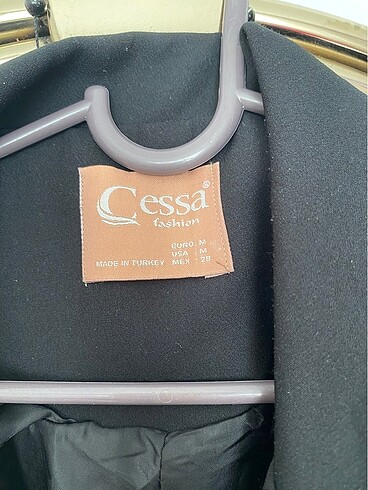 Cessa®
fashion
EURO M
USA M
MADE IN TURKEY MEX 28